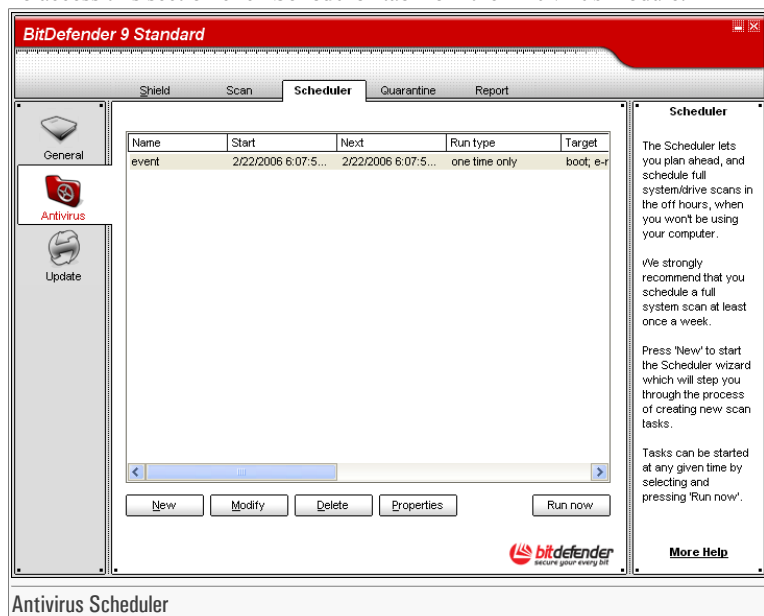 BitDefender 9 Standard
Shield Scan Scheduler Quarantine Report
General
Antivirus
Update
Name Start Next Run type Target
event 2/22/2006 6:07:5... 2/22/2006 6:07:5... one time only boot; e-r
New Modify Delete Properties Run now
bitdefender
secure your every bit
Scheduler
The Scheduler lets
you plan ahead, and
schedule full
system/drive scans in
the off hours, when
you won't be using
your computer.
We strongly
recommend that you
schedule a full
system scan at least
once a week.
Press 'New' to start
the Scheduler wizard
which will step you
through the process
of creating new scan
tasks.
Tasks can be started
at any given time by
selecting and
pressing 'Run now'.
More Help
Antivirus Scheduler